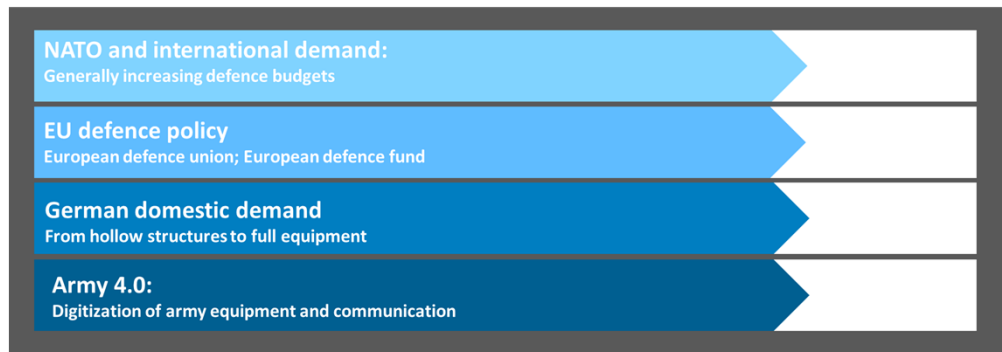 NATO and international demand:
Generally increasing defence budgets
EU defence policy
European defence union; European defence fund
German domestic demand
From hollow structures to full equipment
Army 4.0:
Digitization of army equipment and communication